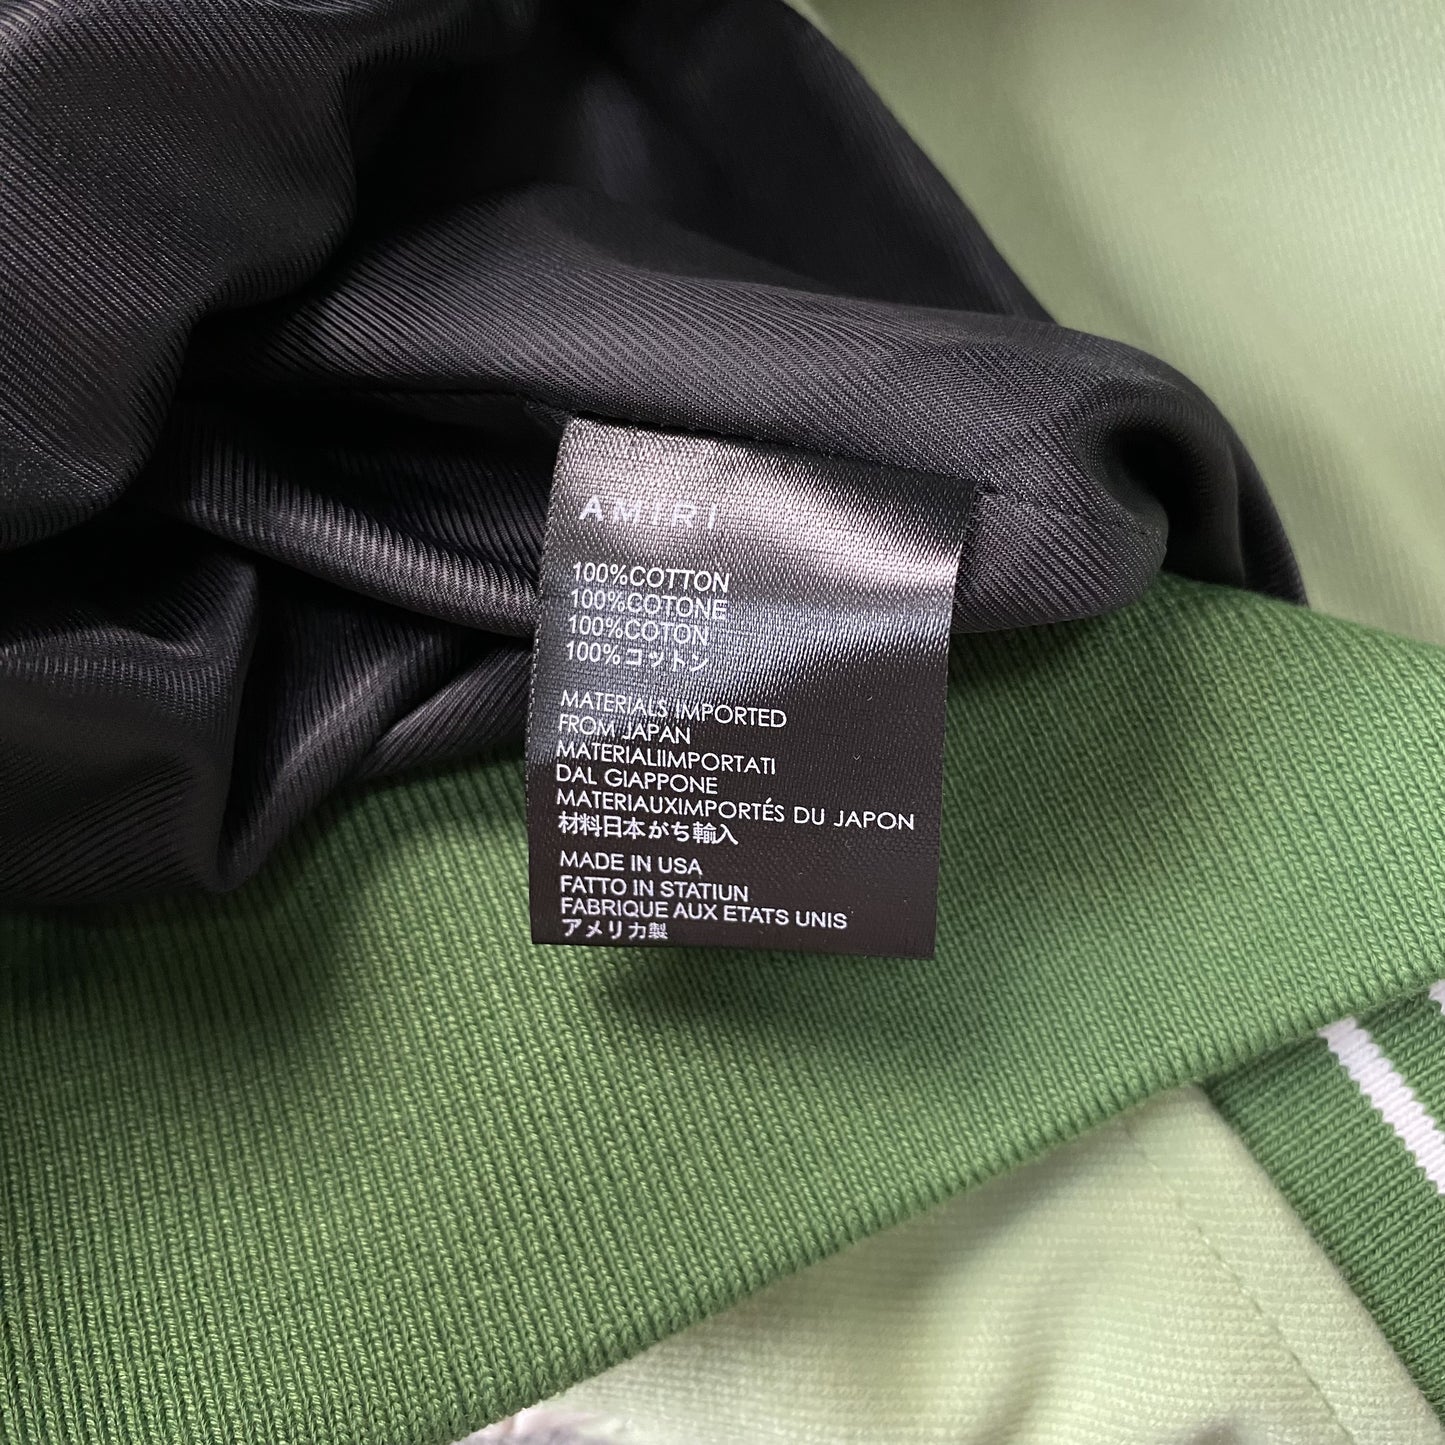 AMIRI
100%COTTON
100%COTONE
100%COTON
100%コットン
MATERIALS IMPORTED
FROM JAPAN
MATERIALIIMPORTATI
DAL GIAPPONE
MATERIAUXIMPORTÉS DU JAPON
材料日本がち輸入
MADE IN USA
FATTO IN STATIUN
FABRIQUE AUX ETATS UNIS
アメリカ製